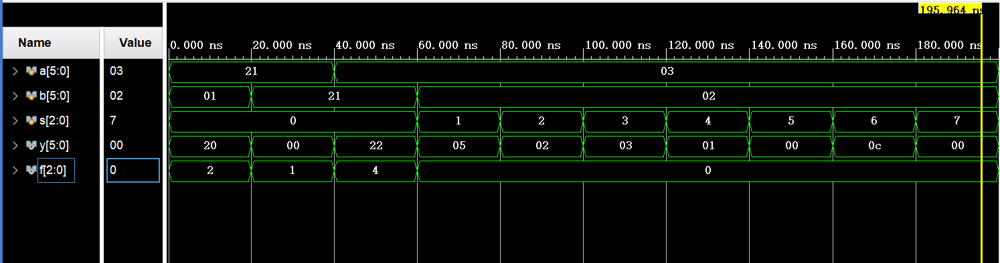 195.964 ns
Name Value
0.000 ns 20.000 ns 40.000 ns 60.000 ns 80.000 ns 100.000 ns 120.000 ns 140.000 ns 160.000 ns 180.000 ns
a[5:0] 03 21 03
b[5:0] 02 01 21 02
s[2:0] 7 0 1 2 3 4 5 6 7
y[5:0] 00 20 00 22 05 02 03 01 00 0c 00
f[2:0] 0 2 1 4 0